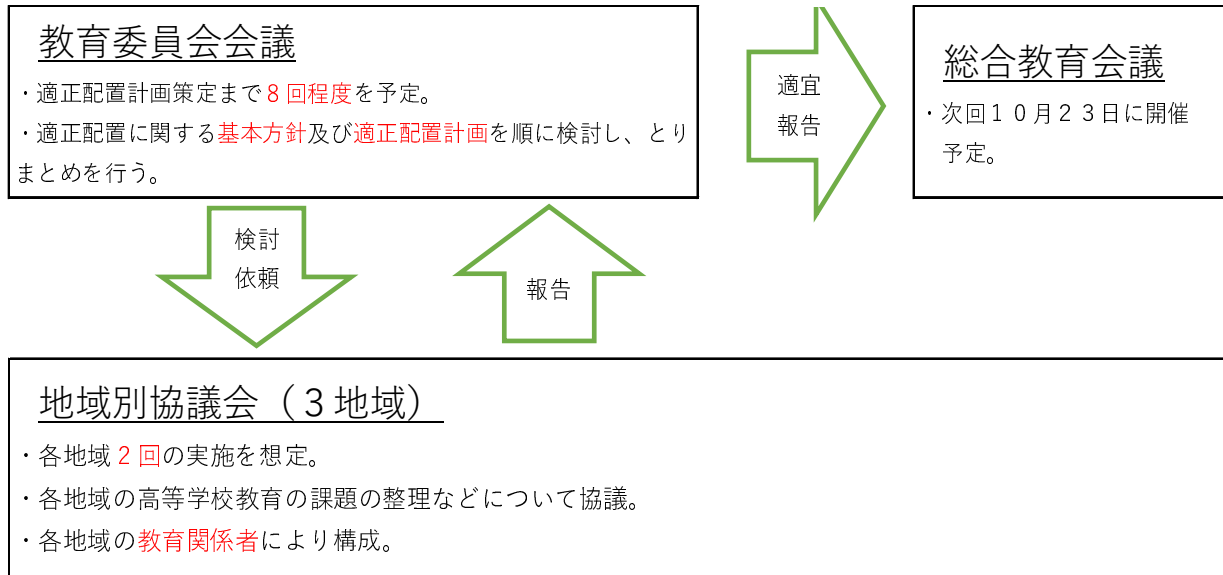 教育委員会会議
・適正配置計画策定まで８回程度を予定。
・適正配置に関する基本方針及び適正配置計画を順に検討し、とり
まとめを行う。
適宜
報告
総合教育会議
・次回１０月２３日に開催
予定。
検討
依頼
報告
地域別協議会（３地域）
・各地域２回の実施を想定。
・各地域の高等学校教育の課題の整理などについて協議。
・各地域の教育関係者により構成。